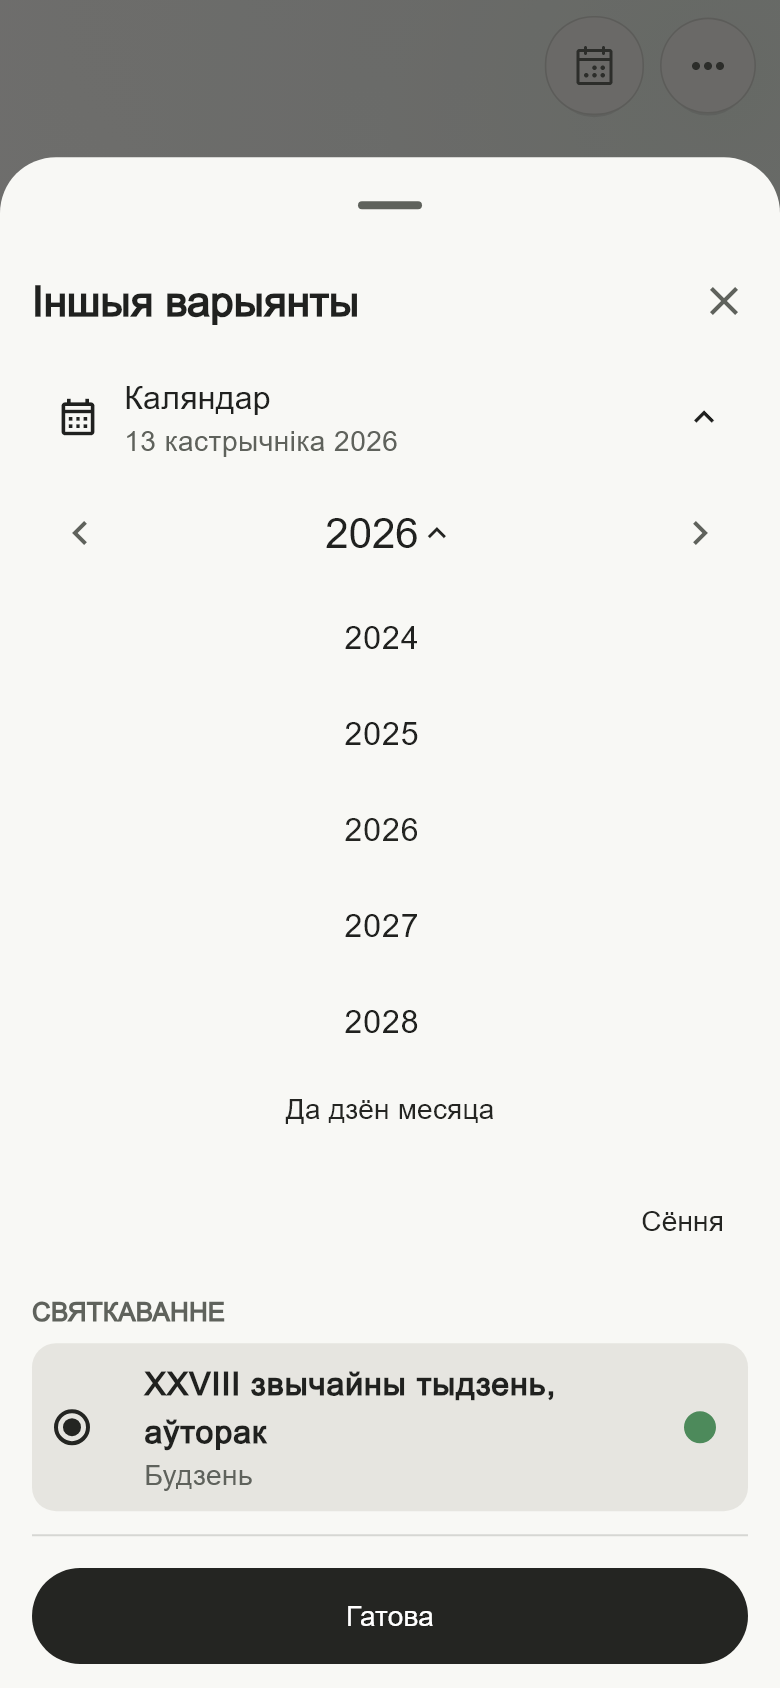 Іншыя варыянты
Каляндар
13 кастрычніка 2026
2026
2024
2025
2026
2027
2028
Да дзён месяца
Сёння
СВЯТКАВАННЕ
XXVIII звычайны тыдзень,
аўторак
Будзень
Гатова